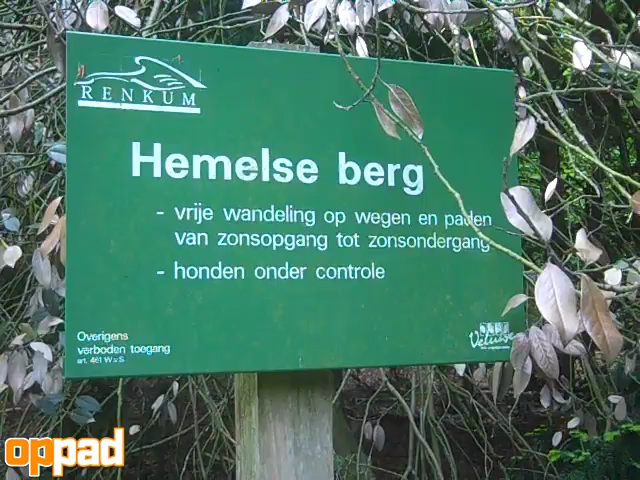 RENKUM
Hemelse berg
- vrije wandeling op wegen en paden
van zonsopgang tot zonsondergang
- honden onder controle
Overigens
verboden toegang
art. 461 W.v.S.
Veluwe
oppad